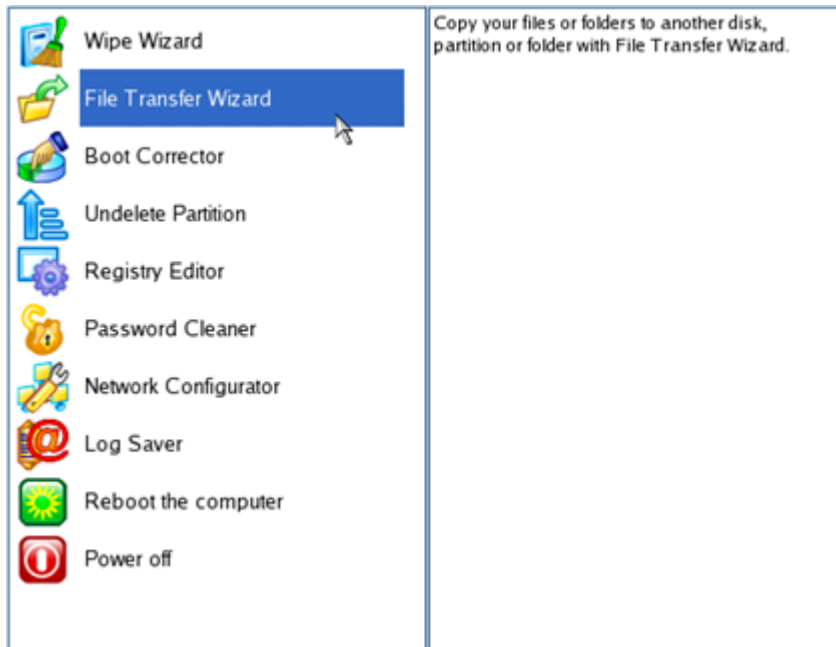 Wipe Wizard
File Transfer Wizard
Boot Corrector
Undelete Partition
Registry Editor
Password Cleaner
Network Configurator
Log Saver
Reboot the computer
Power off
Copy your files or folders to another disk,
partition or folder with File Transfer Wizard.